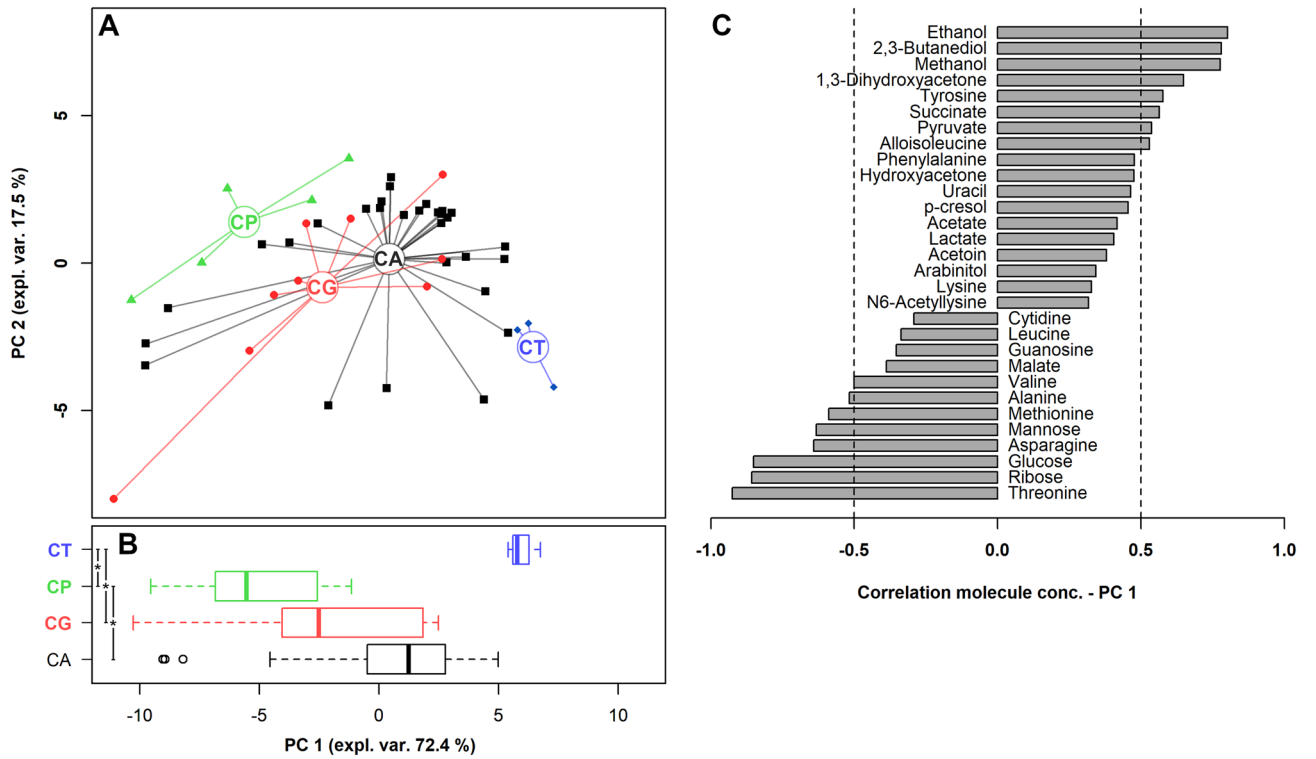 A
5
0
-5
PC 2 (expl. var. 17.5 %)
CP
CA
CG
CT
B
CT
CP
CG
CA
*
*
*
-10
-5
0
5
10
PC 1 (expl. var. 72.4 %)
C
Ethanol
2,3-Butanediol
Methanol
1,3-Dihydroxyacetone
Tyrosine
Succinate
Pyruvate
Alloisoleucine
Phenylalanine
Hydroxyacetone
Uracil
p-cresol
Acetate
Lactate
Acetoin
Arabinitol
Lysine
N6-Acetyllysine
Cytidine
Leucine
Guanosine
Malate
Valine
Alanine
Methionine
Mannose
Asparagine
Glucose
Ribose
Threonine
-1.0
-0.5
0.0
0.5
1.0
Correlation molecule conc. - PC 1